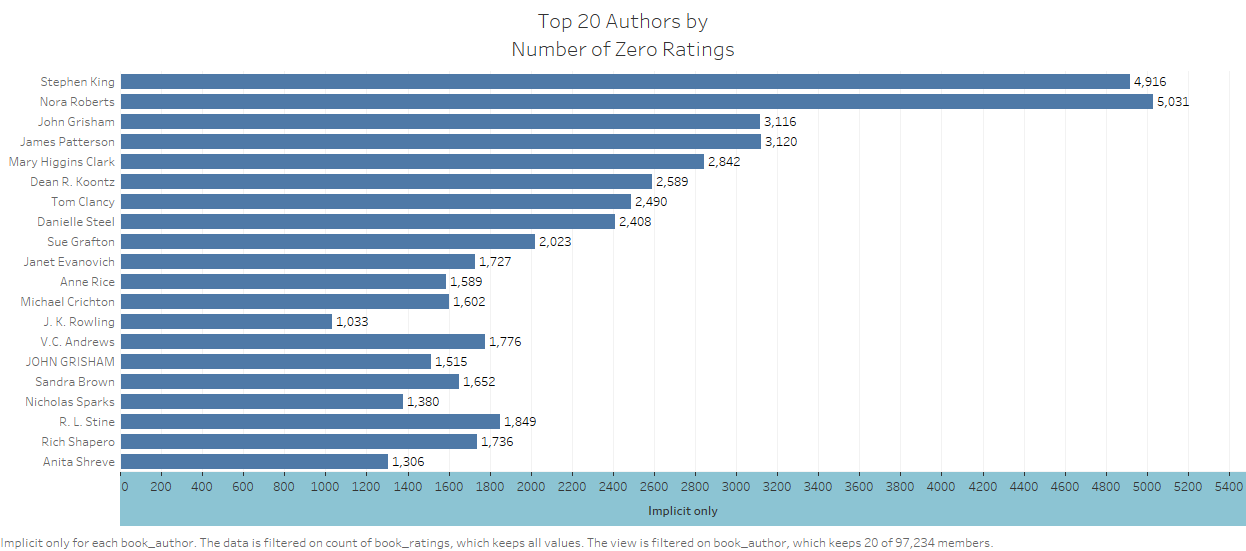 Top 20 Authors by
Number of Zero Ratings
Stephen King 4,916
Nora Roberts 5,031
John Grisham 3,116
James Patterson 3,120
Mary Higgins Clark 2,842
Dean R. Koontz 2,589
Tom Clancy 2,490
Danielle Steel 2,408
Sue Grafton 2,023
Janet Evanovich 1,727
Anne Rice 1,589
Michael Crichton 1,602
J. K. Rowling 1,033
V.C. Andrews 1,776
JOHN GRISHAM 1,515
Sandra Brown 1,652
Nicholas Sparks 1,380
R. L. Stine 1,849
Rich Shapero 1,736
Anita Shreve 1,306
0 200 400 600 800 1000 1200 1400 1600 1800 2000 2200 2400 2600 2800 3000 3200 3400 3600 3800 4000 4200 4400 4600 4800 5000 5200 5400
Implicit only
Implicit only for each book_author. The data is filtered on count of book_ratings, which keeps all values. The view is filtered on book_author, which keeps 20 of 97,234 members.